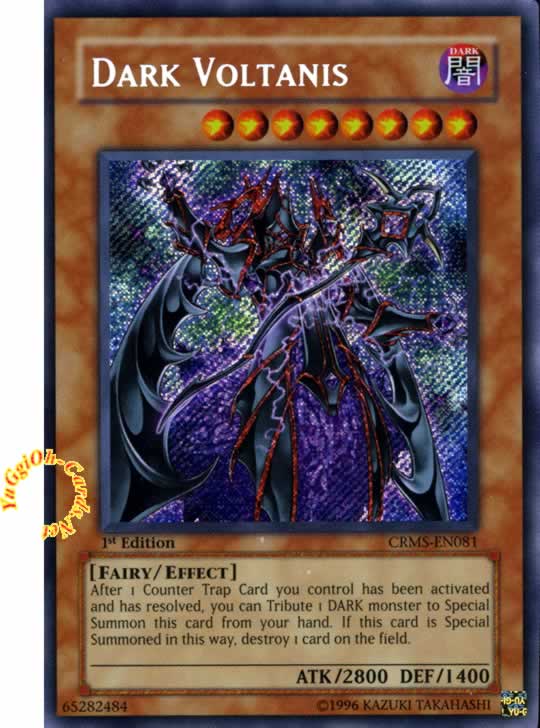 DARK VOLTANIS
DARK
闇
1st Edition
CRMS-EN081
[FAIRY/EFFECT]
After 1 Counter Trap Card you control has been activated
and has resolved, you can Tribute 1 DARK monster to Special
Summon this card from your hand. If this card is Special
Summoned in this way, destroy 1 card on the field.
ATK/2800 DEF/1400
65282484
©1996 KAZUKI TAKAHASHI
YuGgiOh-Cards.Net